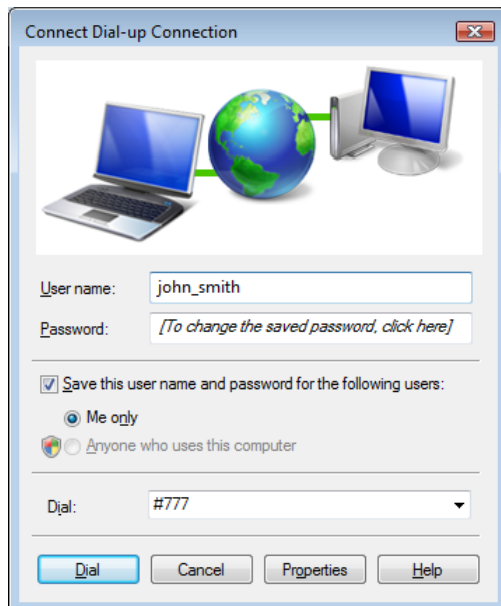 Connect Dial-up Connection
User name: john_smith
Password: [To change the saved password, click here]
Save this user name and password for the following users:
Me only
Anyone who uses this computer
Dial: #777
Dial Cancel Properties Help